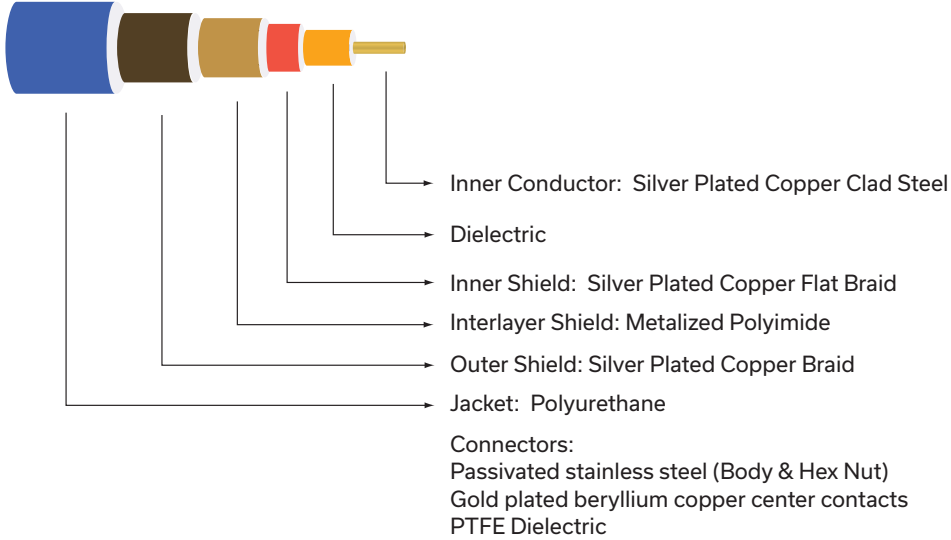 Inner Conductor:  Silver Plated Copper Clad Steel
Dielectric
Inner Shield:  Silver Plated Copper Flat Braid
Interlayer Shield: Metalized Polyimide
Outer Shield: Silver Plated Copper Braid
Jacket:  Polyurethane
Connectors:
Passivated stainless steel (Body & Hex Nut)
Gold plated beryllium copper center contacts
PTFE Dielectric